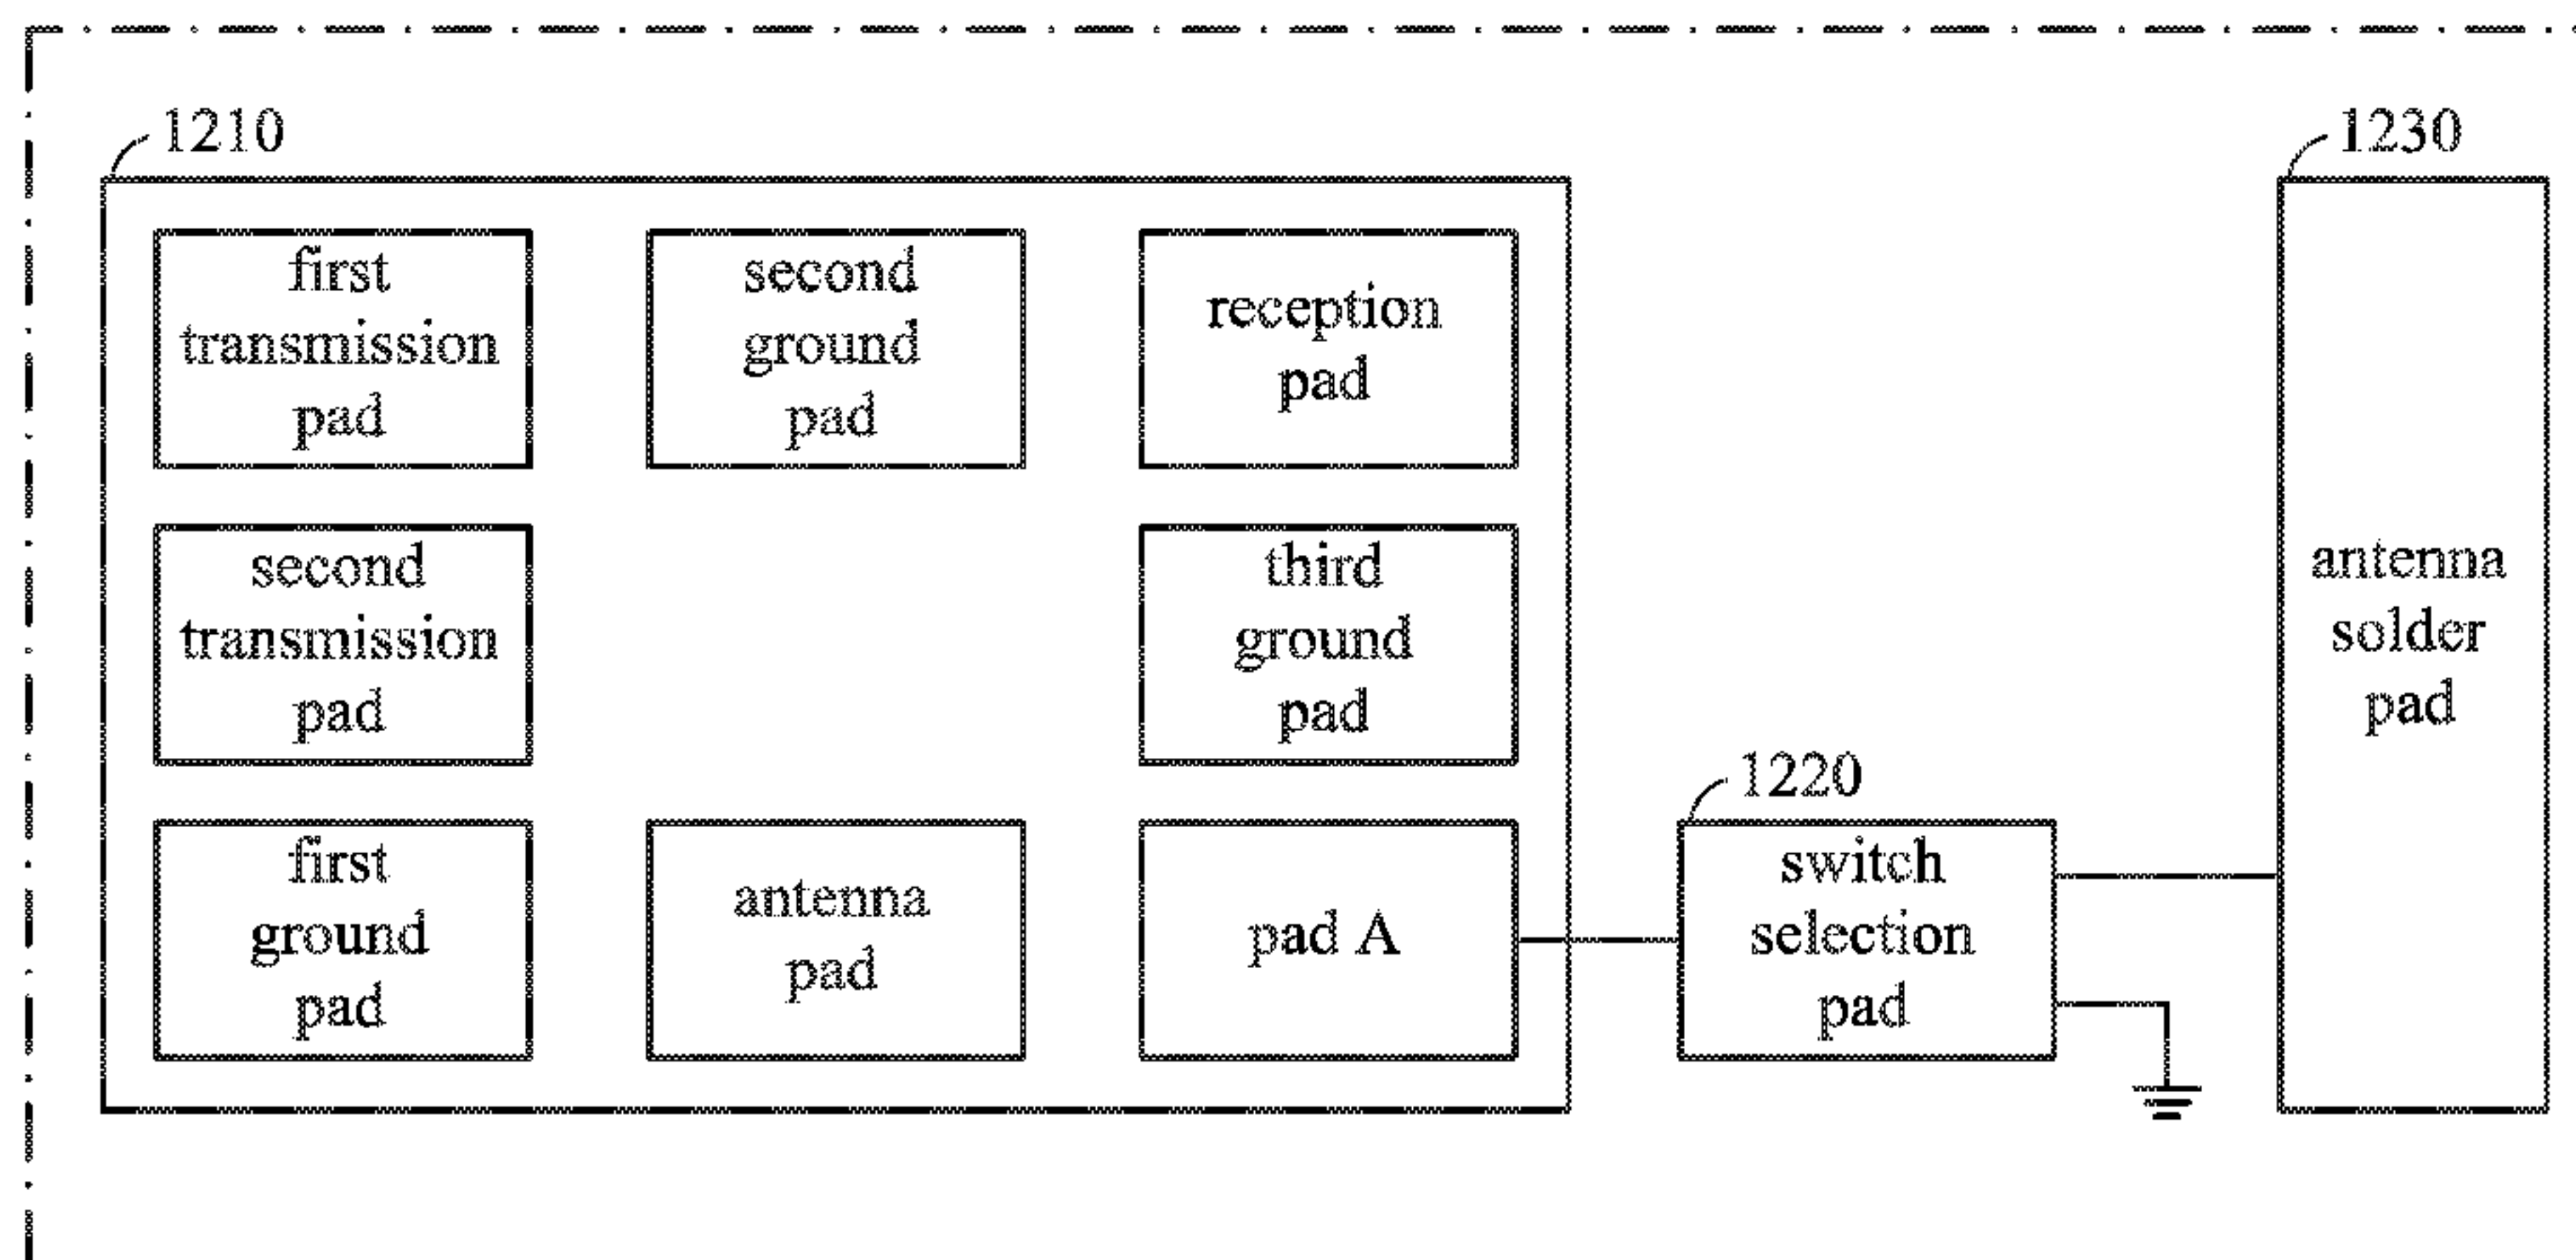 1210
1230
first
transmission
pad
second
ground
pad
reception
pad
second
transmission
pad
third
ground
pad
antenna
solder
pad
1220
first
ground
pad
antenna
pad
pad A
switch
selection
pad